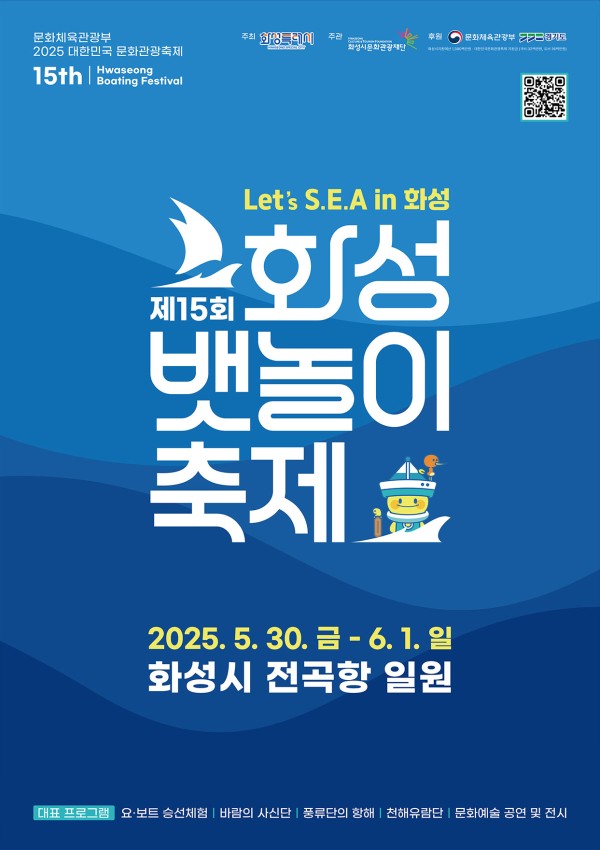 문화체육관광부
2025 대한민국 문화관광축제
15th | Hwaseong
Boating Festival
주최 화성특례시 주관 화성시문화관광재단 후원 문화체육관광부 경기도
Let's S.E.A in 화성
제15회 화성
뱃놀이
축제
2025. 5. 30. 금 - 6. 1. 일
화성시 전곡항 일원
대표 프로그램 요·보트 승선체험 | 바람의 사신단 | 풍류단의 항해 | 천해유람단 | 문화예술 공연 및 전시